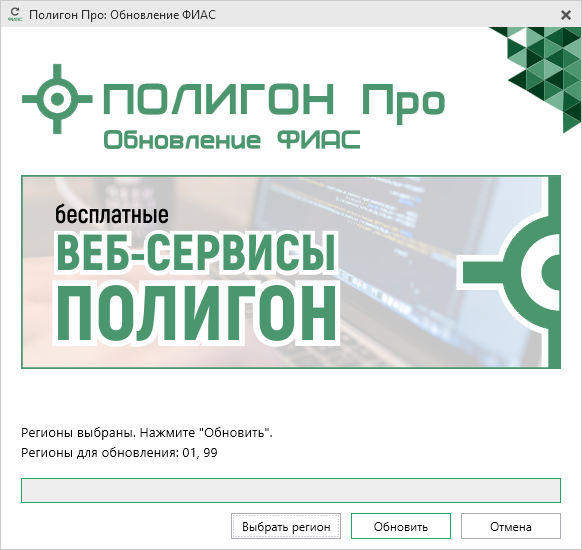 ФИАС
Полигон Про: Обновление ФИАС
ПОЛИГОН Про
Обновление ФИАС
бесплатные
ВЕБ-СЕРВИСЫ
ПОЛИГОН
Регионы выбраны. Нажмите "Обновить".
Регионы для обновления: 01, 99
Выбрать регион
Обновить
Отмена